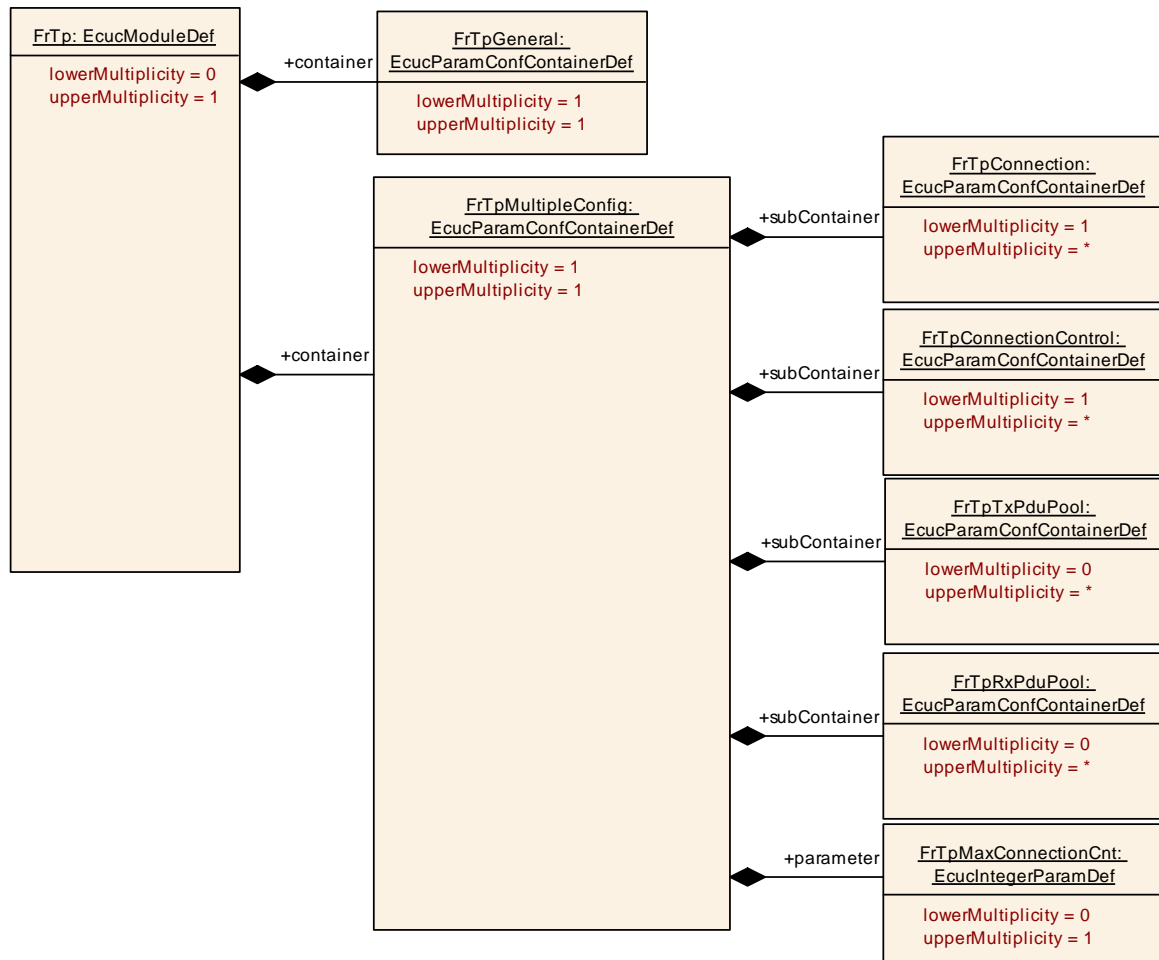 FrTp: EcucModuleDef
lowerMultiplicity = 0
upperMultiplicity = 1
+container
FrTpGeneral:
EcucParamConfContainerDef
lowerMultiplicity = 1
upperMultiplicity = 1
+container
FrTpMultipleConfig:
EcucParamConfContainerDef
lowerMultiplicity = 1
upperMultiplicity = 1
+subContainer
FrTpConnection:
EcucParamConfContainerDef
lowerMultiplicity = 1
upperMultiplicity = *
+subContainer
FrTpConnectionControl:
EcucParamConfContainerDef
lowerMultiplicity = 1
upperMultiplicity = *
+subContainer
FrTpTxPduPool:
EcucParamConfContainerDef
lowerMultiplicity = 0
upperMultiplicity = *
+subContainer
FrTpRxPduPool:
EcucParamConfContainerDef
lowerMultiplicity = 0
upperMultiplicity = *
+parameter
FrTpMaxConnectionCnt:
EcucIntegerParamDef
lowerMultiplicity = 0
upperMultiplicity = 1